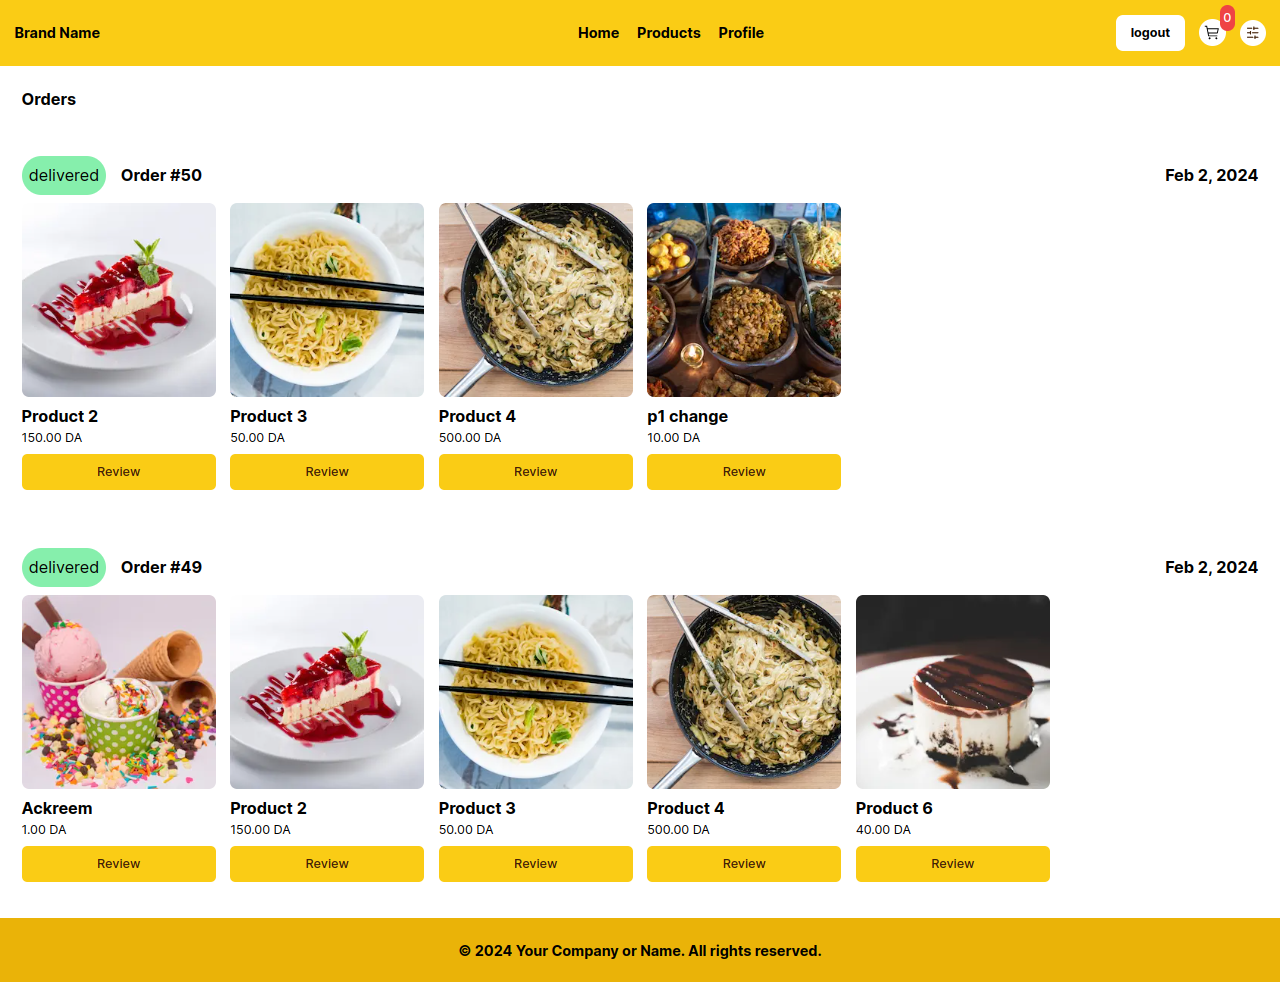 Brand Name
Home Products Profile
logout
0
Orders
delivered Order #50 Feb 2, 2024
Product 2 Product 3 Product 4 p1 change
150.00 DA 50.00 DA 500.00 DA 10.00 DA
Review Review Review Review
delivered Order #49 Feb 2, 2024
Ackreem Product 2 Product 3 Product 4 Product 6
1.00 DA 150.00 DA 50.00 DA 500.00 DA 40.00 DA
Review Review Review Review Review
© 2024 Your Company or Name. All rights reserved.